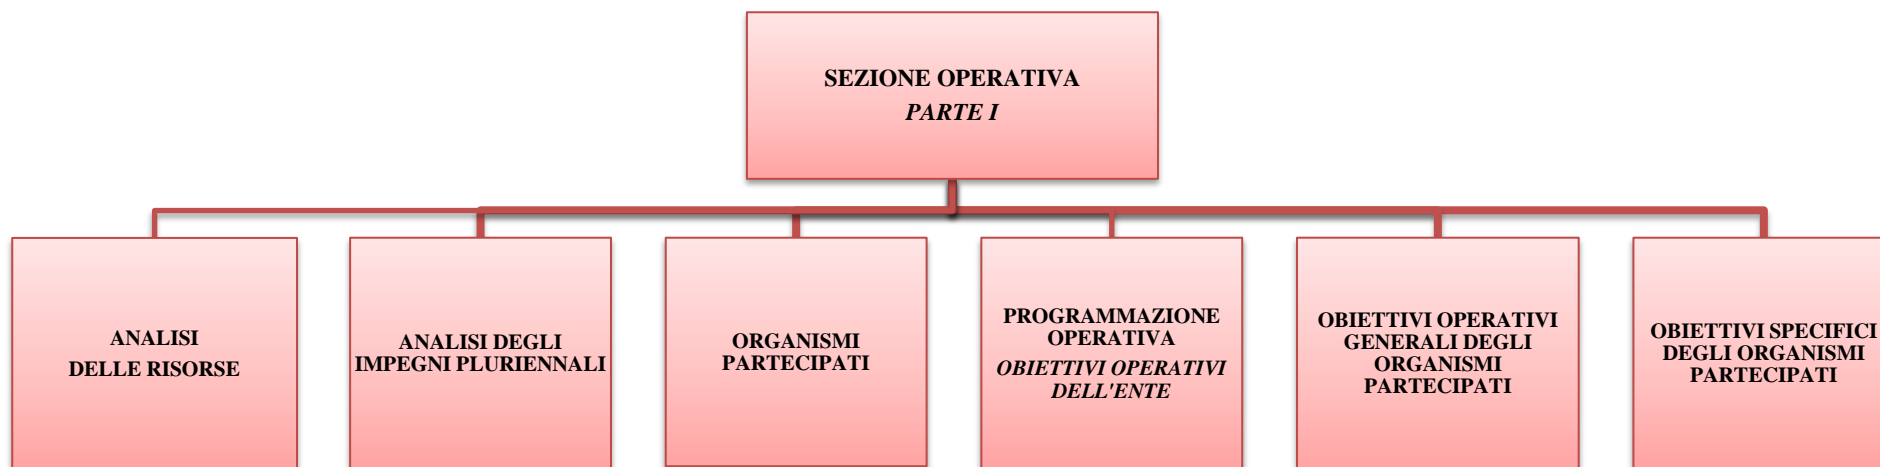 SEZIONE OPERATIVA
PARTE I
ANALISI
DELLE RISORSE
ANALISI DEGLI
IMPEGNI PLURIENNALI
ORGANISMI
PARTECIPATI
PROGRAMMAZIONE
OPERATIVA
OBIETTIVI OPERATIVI
DELL'ENTE
OBIETTIVI OPERATIVI
GENERALI DEGLI
ORGANISMI
PARTECIPATI
OBIETTIVI SPECIFICI
DEGLI ORGANISMI
PARTECIPATI